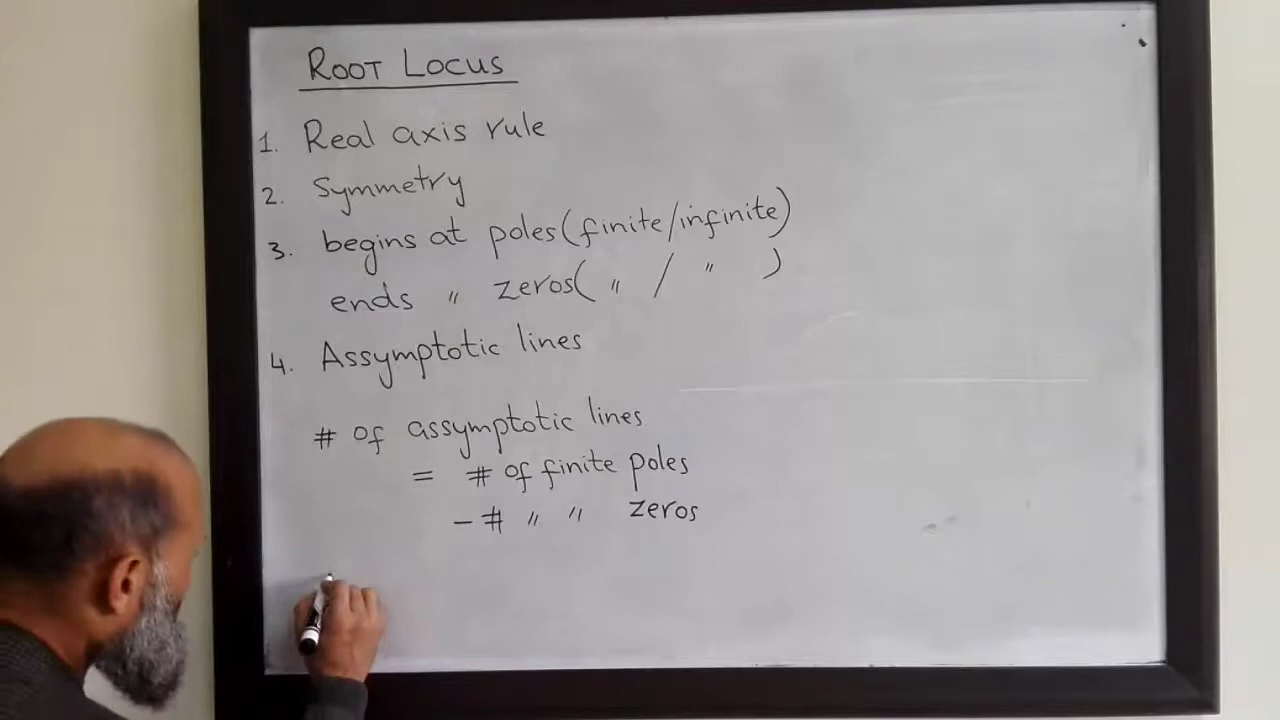 ROOT LOCUS
1. Real axis rule
2. Symmetry
3. begins at poles (finite/infinite)
ends " zeros ( " / " )
4. Assymptotic lines
# of assymptotic lines
= # of finite poles
- # " " zeros